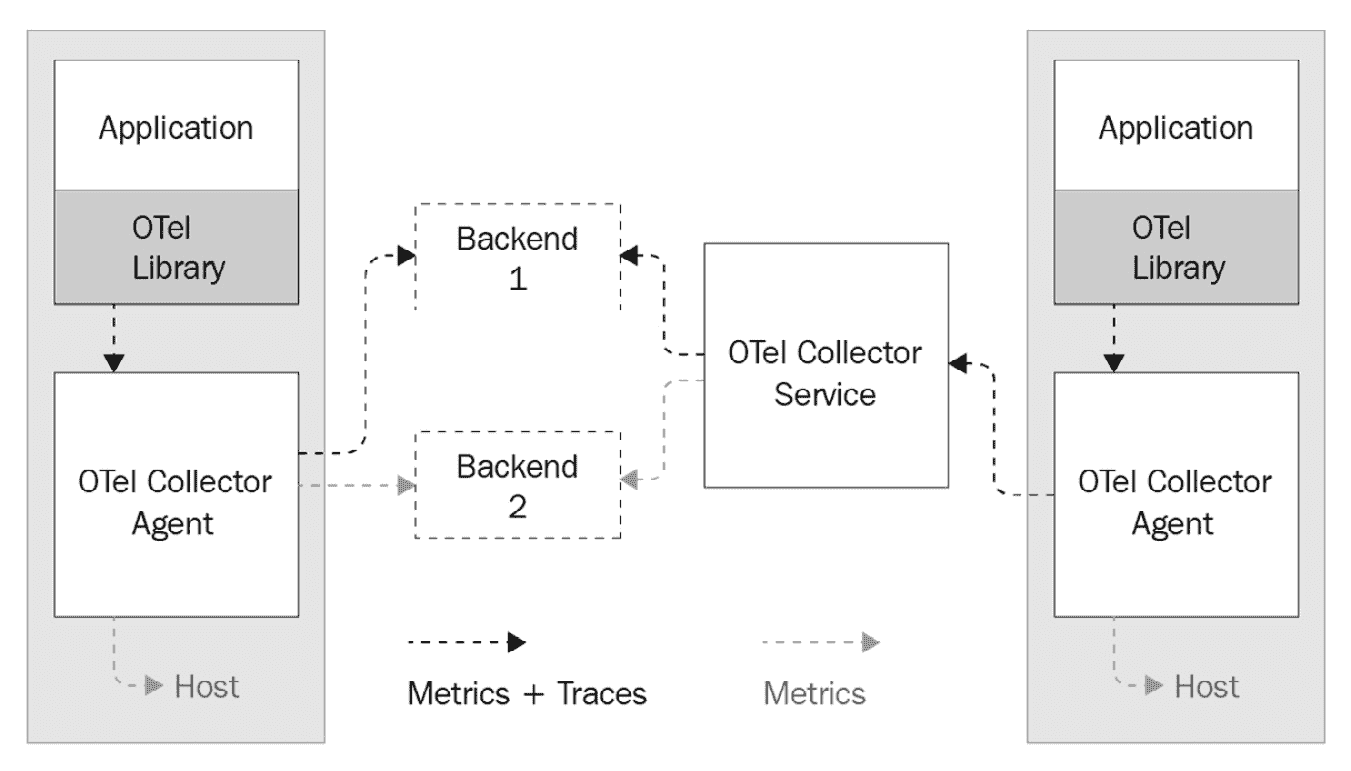 Application
OTel
Library
OTel Collector
Agent
Host
Backend
1
Backend
2
OTel Collector
Service
Application
OTel
Library
OTel Collector
Agent
Host
Metrics + Traces
Metrics